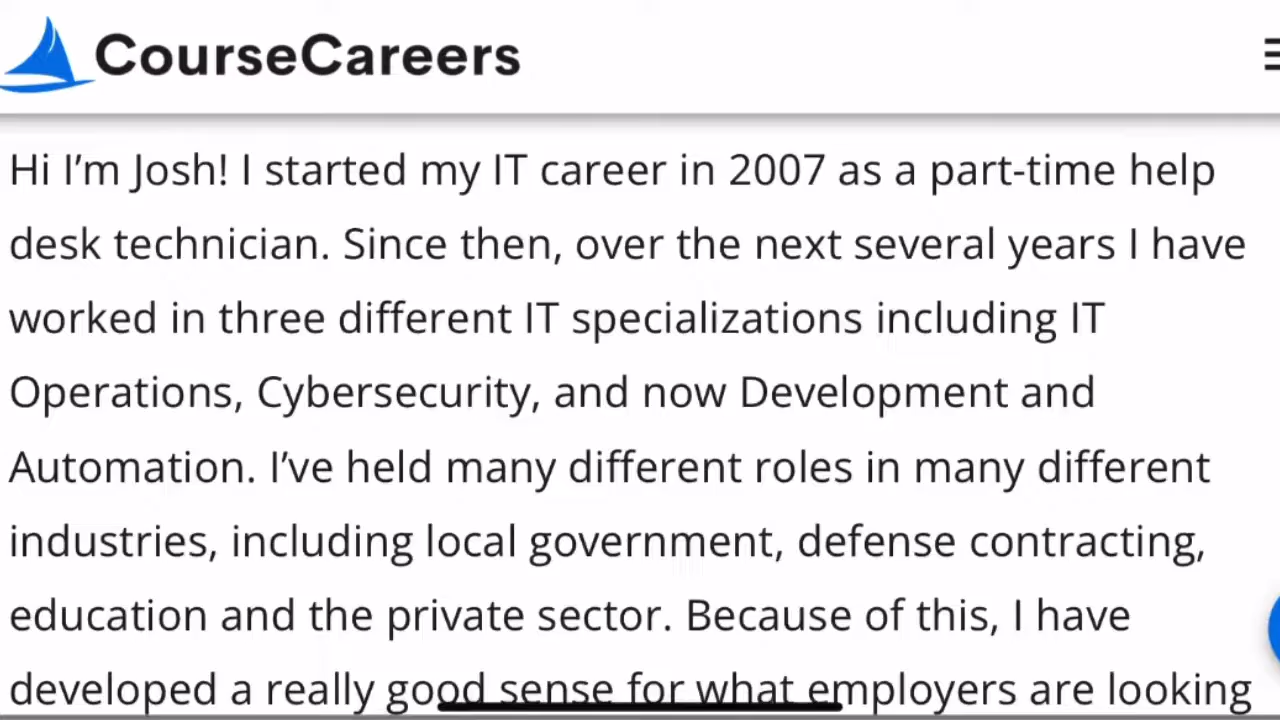 CourseCareers
Hi I’m Josh! I started my IT career in 2007 as a part-time help
desk technician. Since then, over the next several years I have
worked in three different IT specializations including IT
Operations, Cybersecurity, and now Development and
Automation. I’ve held many different roles in many different
industries, including local government, defense contracting,
education and the private sector. Because of this, I have
developed a really good sense for what employers are looking